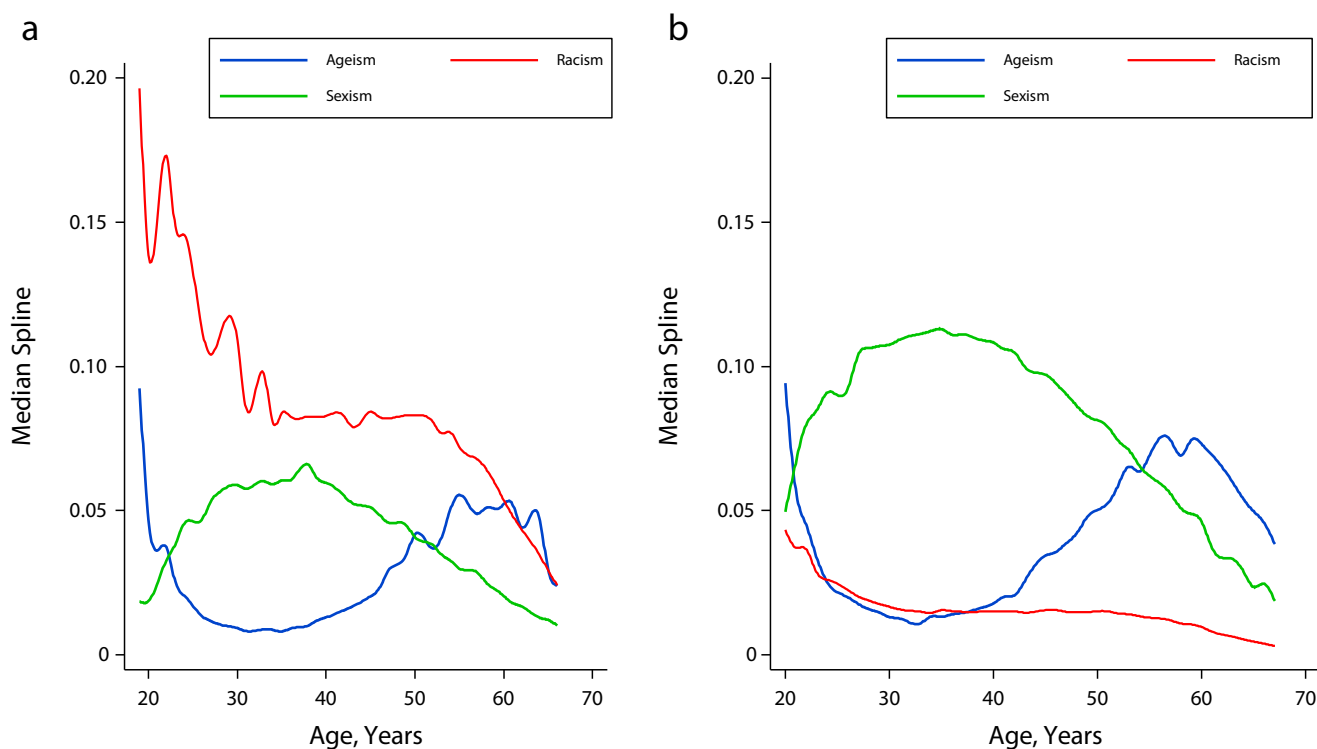 a
Ageism
Racism
Sexism
0.20
0.15
0.10
0.05
0
Median Spline
20 30 40 50 60 70
Age, Years
b
Ageism
Racism
Sexism
0.20
0.15
0.10
0.05
0
Median Spline
20 30 40 50 60 70
Age, Years